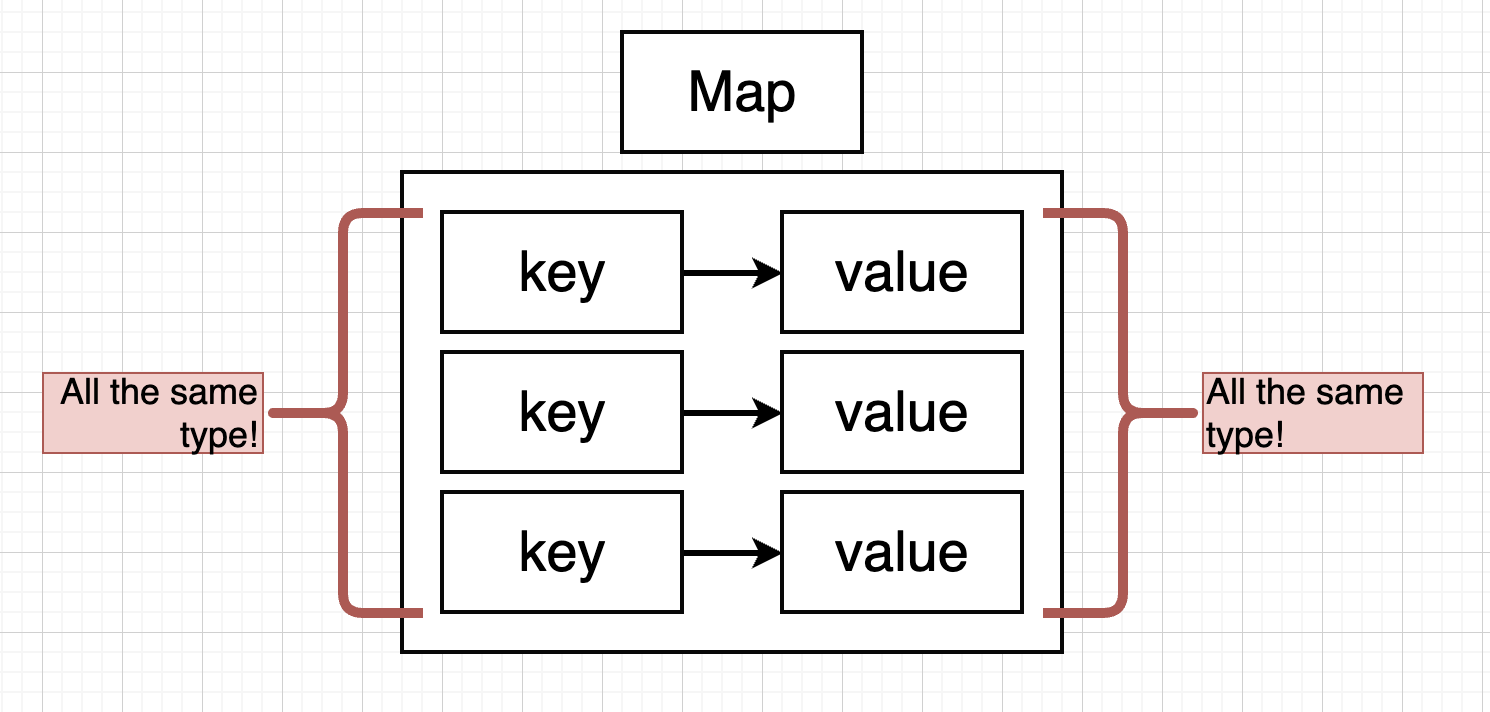 Map
key
value
key
value
key
value
All the same
type!
All the same
type!